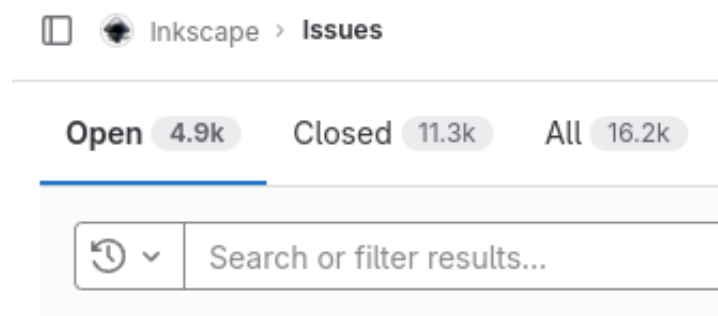 Inkscape > Issues
Open 4.9k Closed 11.3k All 16.2k
Search or filter results...